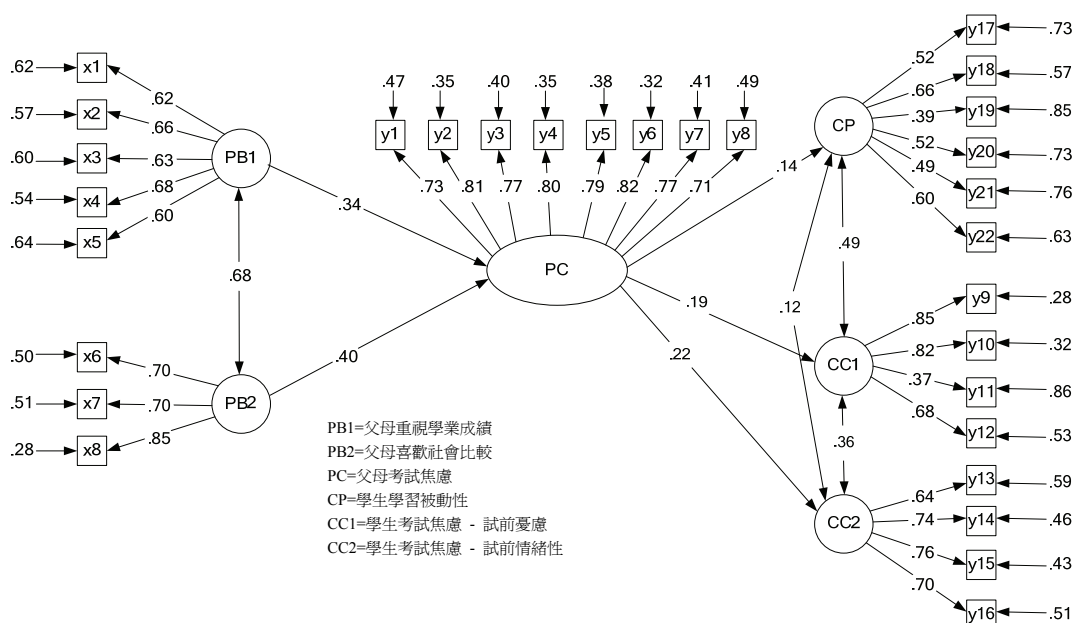 .62 x1 .62
.57 x2 .66
.60 x3 .63
.54 x4 .68
.64 x5 .60
PB1
.68
.50 x6 .70
.51 x7 .70
.28 x8 .85
PB2
.34
.40
.47 .35 .40 .35 .38 .32 .41 .49
y1 y2 y3 y4 y5 y6 y7 y8
.73 .81 .77 .80 .79 .82 .77 .71
PC
.14
.19
.22
CP
.52 y17 .73
.66 y18 .57
.39 y19 .85
.52 y20 .73
.49 y21 .76
.60 y22 .63
.49
.12
CC1
.85 y9 .28
.82 y10 .32
.37 y11 .86
.68 y12 .53
.36
CC2
.64 y13 .59
.74 y14 .46
.76 y15 .43
.70 y16 .51
PB1=父母重視學業成績
PB2=父母喜歡社會比較
PC=父母考試焦慮
CP=學生學習被動性
CC1=學生考試焦慮 - 試前憂慮
CC2=學生考試焦慮 - 試前情緒性